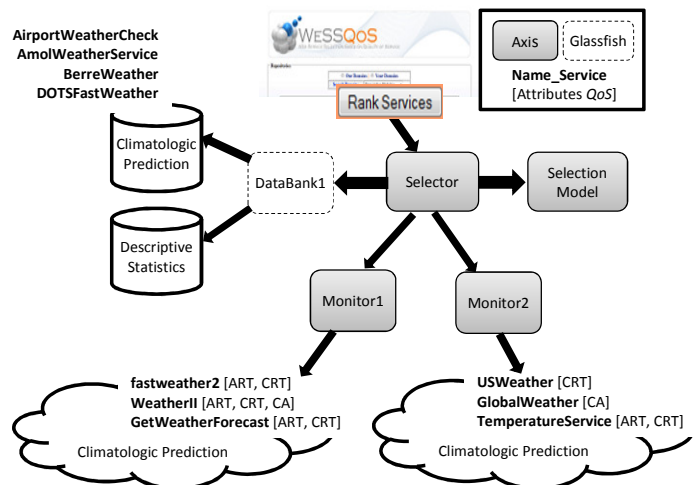 AirportWeatherCheck
AmolWeatherService
BerreWeather
DOTSFastWeather
WESSQOS
Rank Services
Axis
Glassfish
Name_Service
[Attributes QoS]
Climatologic
Prediction
DataBank1
Selector
Selection
Model
Descriptive
Statistics
Monitor1
Monitor2
fastweather2 [ART, CRT]
WeatherII [ART, CRT, CA]
GetWeatherForecast [ART, CRT]
Climatologic Prediction
USWeather [CRT]
GlobalWeather [CA]
TemperatureService [ART, CRT]
Climatologic Prediction